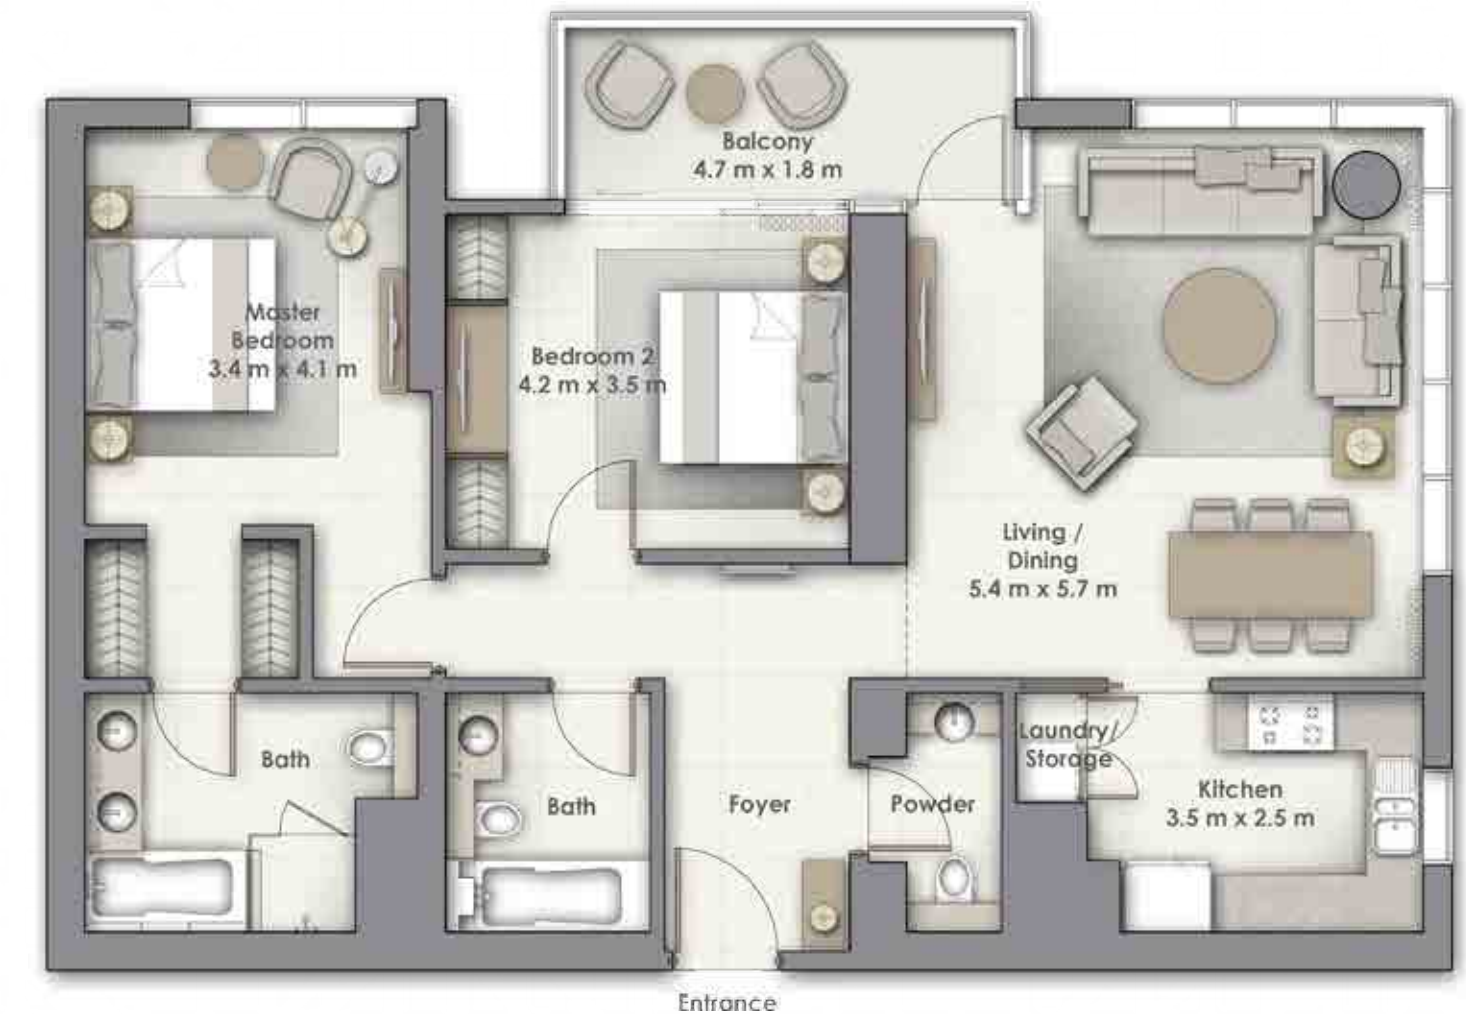 Balcony
4.7 m x 1.8 m
Master
Bedroom
3.4 m x 4.1 m
Bedroom 2
4.2 m x 3.5 m
Living /
Dining
5.4 m x 5.7 m
Bath
Bath
Foyer
Powder
Laundry/
Storage
Kitchen
3.5 m x 2.5 m
Entrance